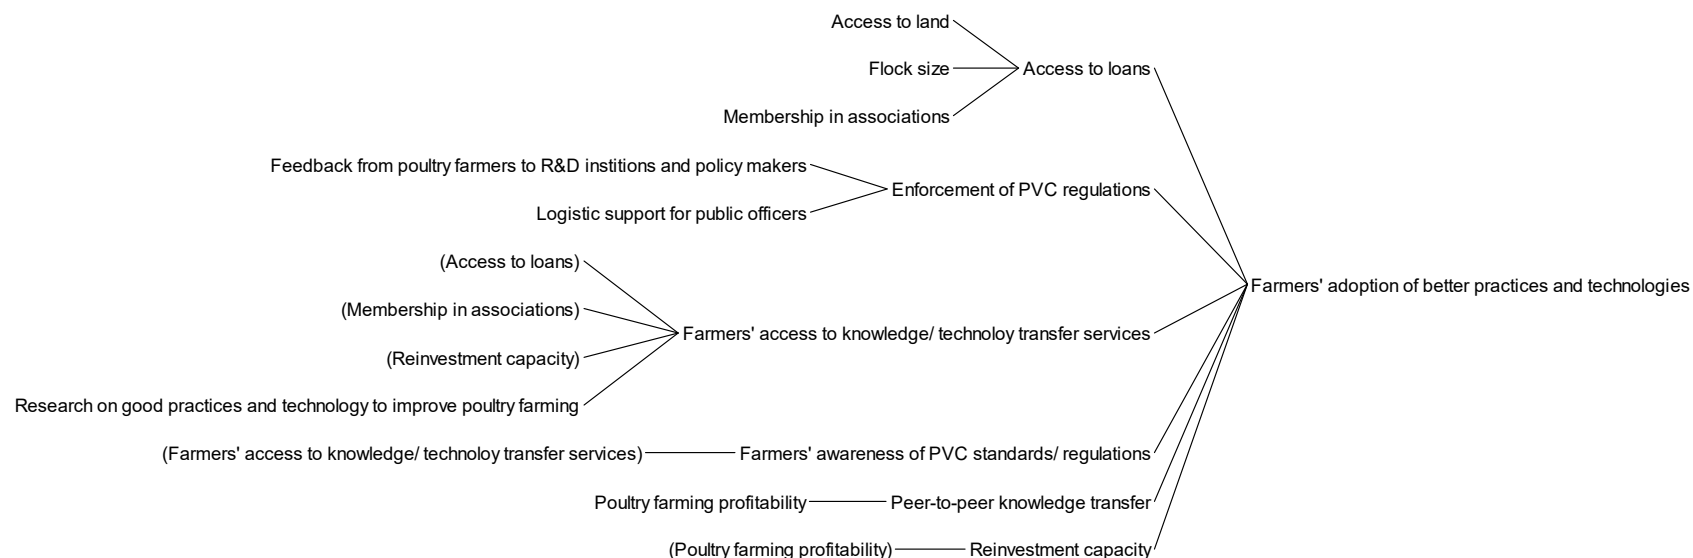 Access to land
Flock size
Access to loans
Membership in associations
Feedback from poultry farmers to R&D institions and policy makers
Enforcement of PVC regulations
Logistic support for public officers
(Access to loans)
Farmers' adoption of better practices and technologies
(Membership in associations)
Farmers' access to knowledge/ technoloy transfer services
(Reinvestment capacity)
Research on good practices and technology to improve poultry farming
(Farmers' access to knowledge/ technoloy transfer services)
Farmers' awareness of PVC standards/ regulations
Poultry farming profitability
Peer-to-peer knowledge transfer
(Poultry farming profitability)
Reinvestment capacity